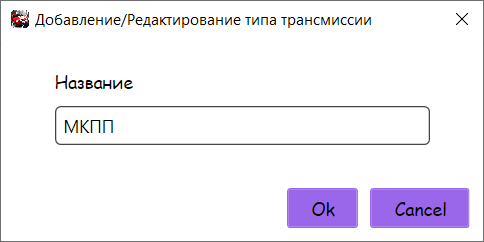 Добавление/Редактирование типа трансмиссии
Название
МКПП
Ok
Cancel